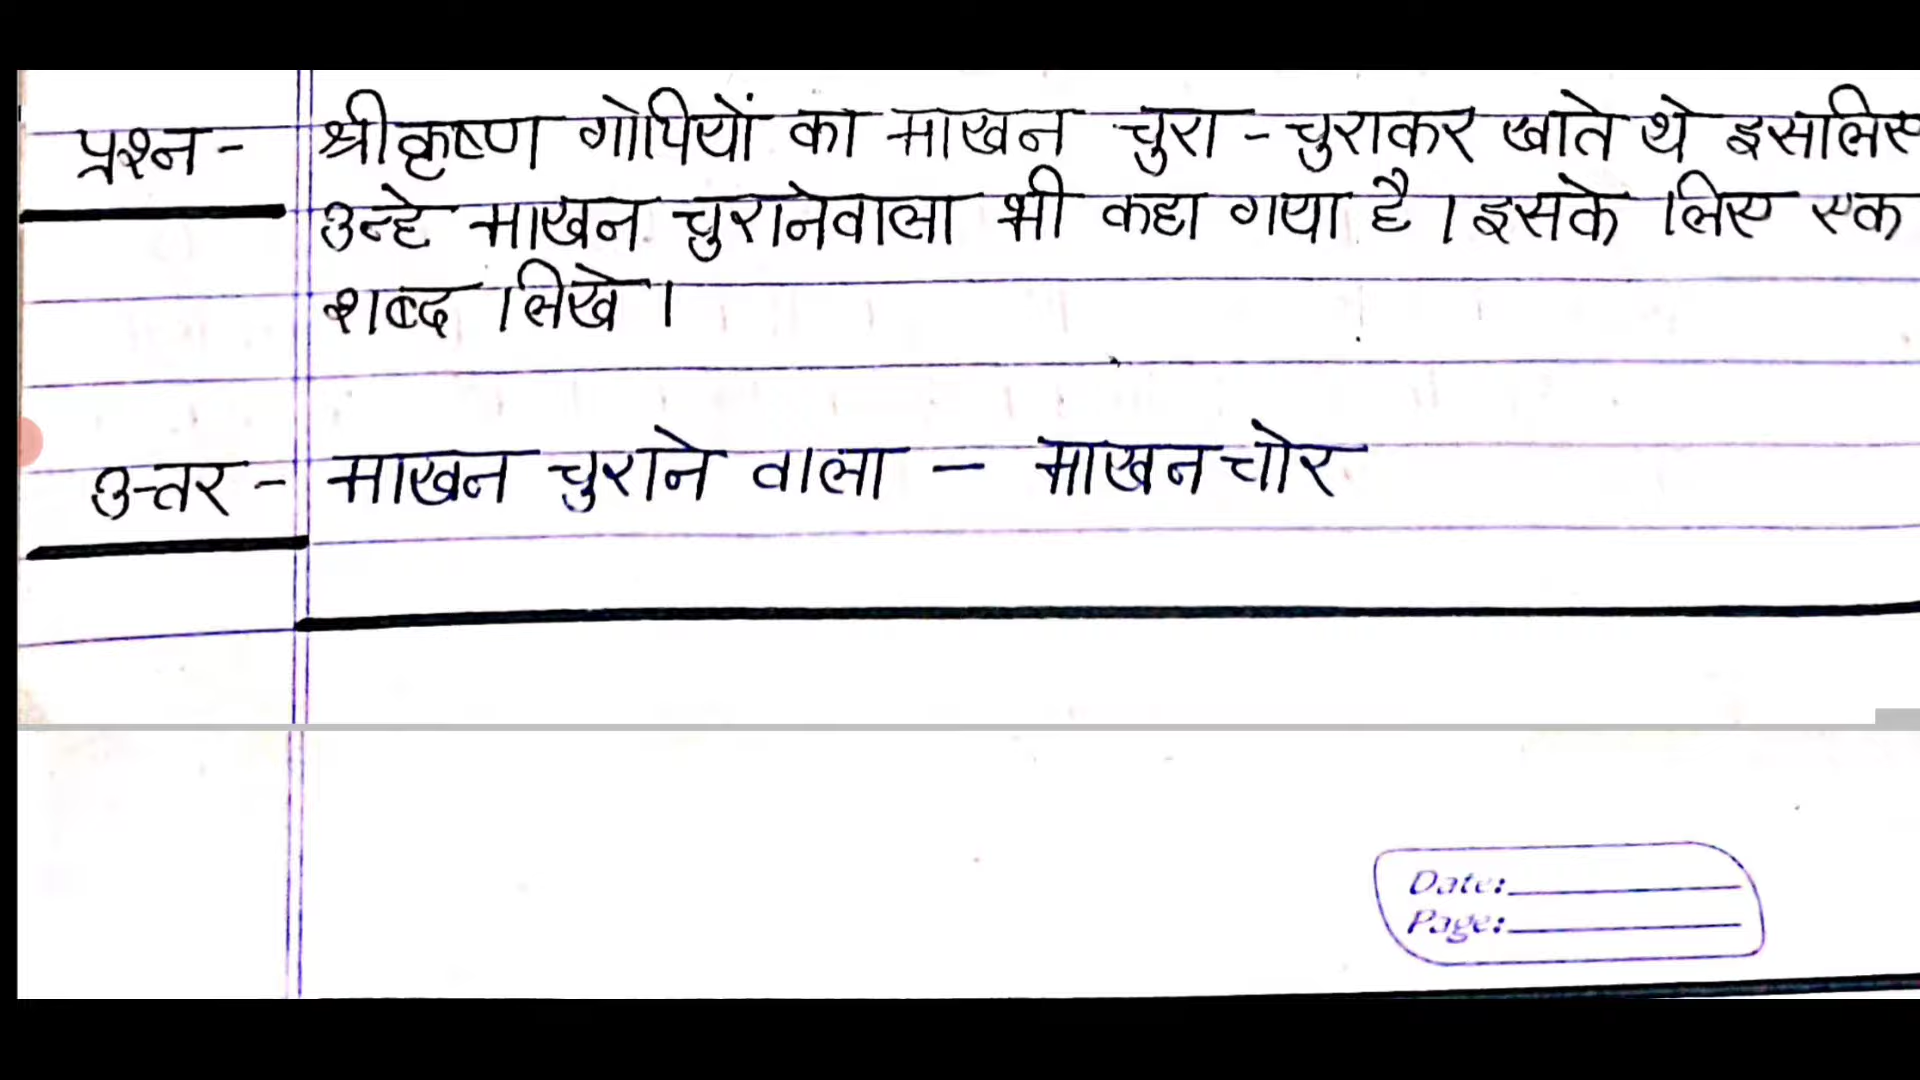 प्रश्न - श्रीकृष्ण गोपियों का माखन चुरा - चुराकर खाते थे इसलिए
उन्हे माखन चुरानेवाला भी कहा गया है। इसके लिए एक
शब्द लिखे।
उत्तर - माखन चुराने वाला - माखनचोर
Date:
Page: